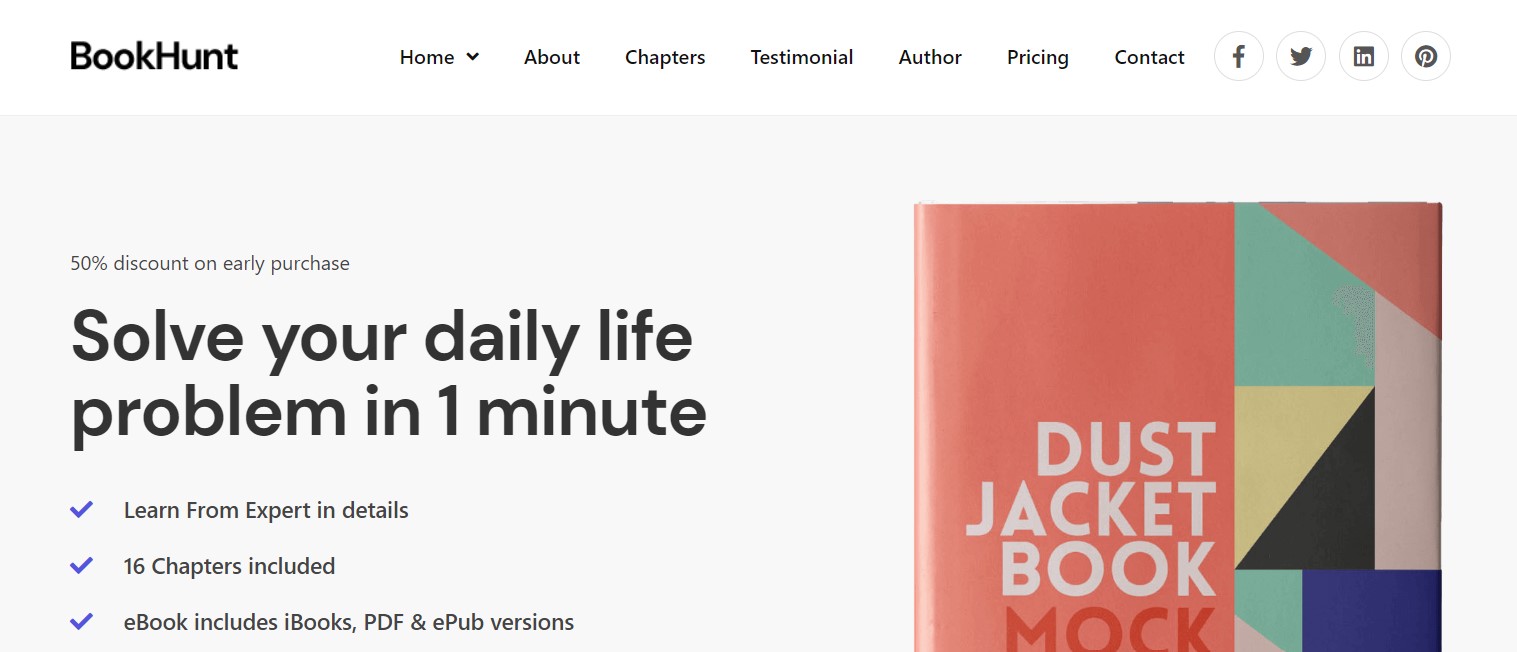 BookHunt
Home About Chapters Testimonial Author Pricing Contact
50% discount on early purchase
Solve your daily life
problem in 1 minute
Learn From Expert in details
16 Chapters included
eBook includes iBooks, PDF & ePub versions
DUST
JACKET
BOOK
MOCK